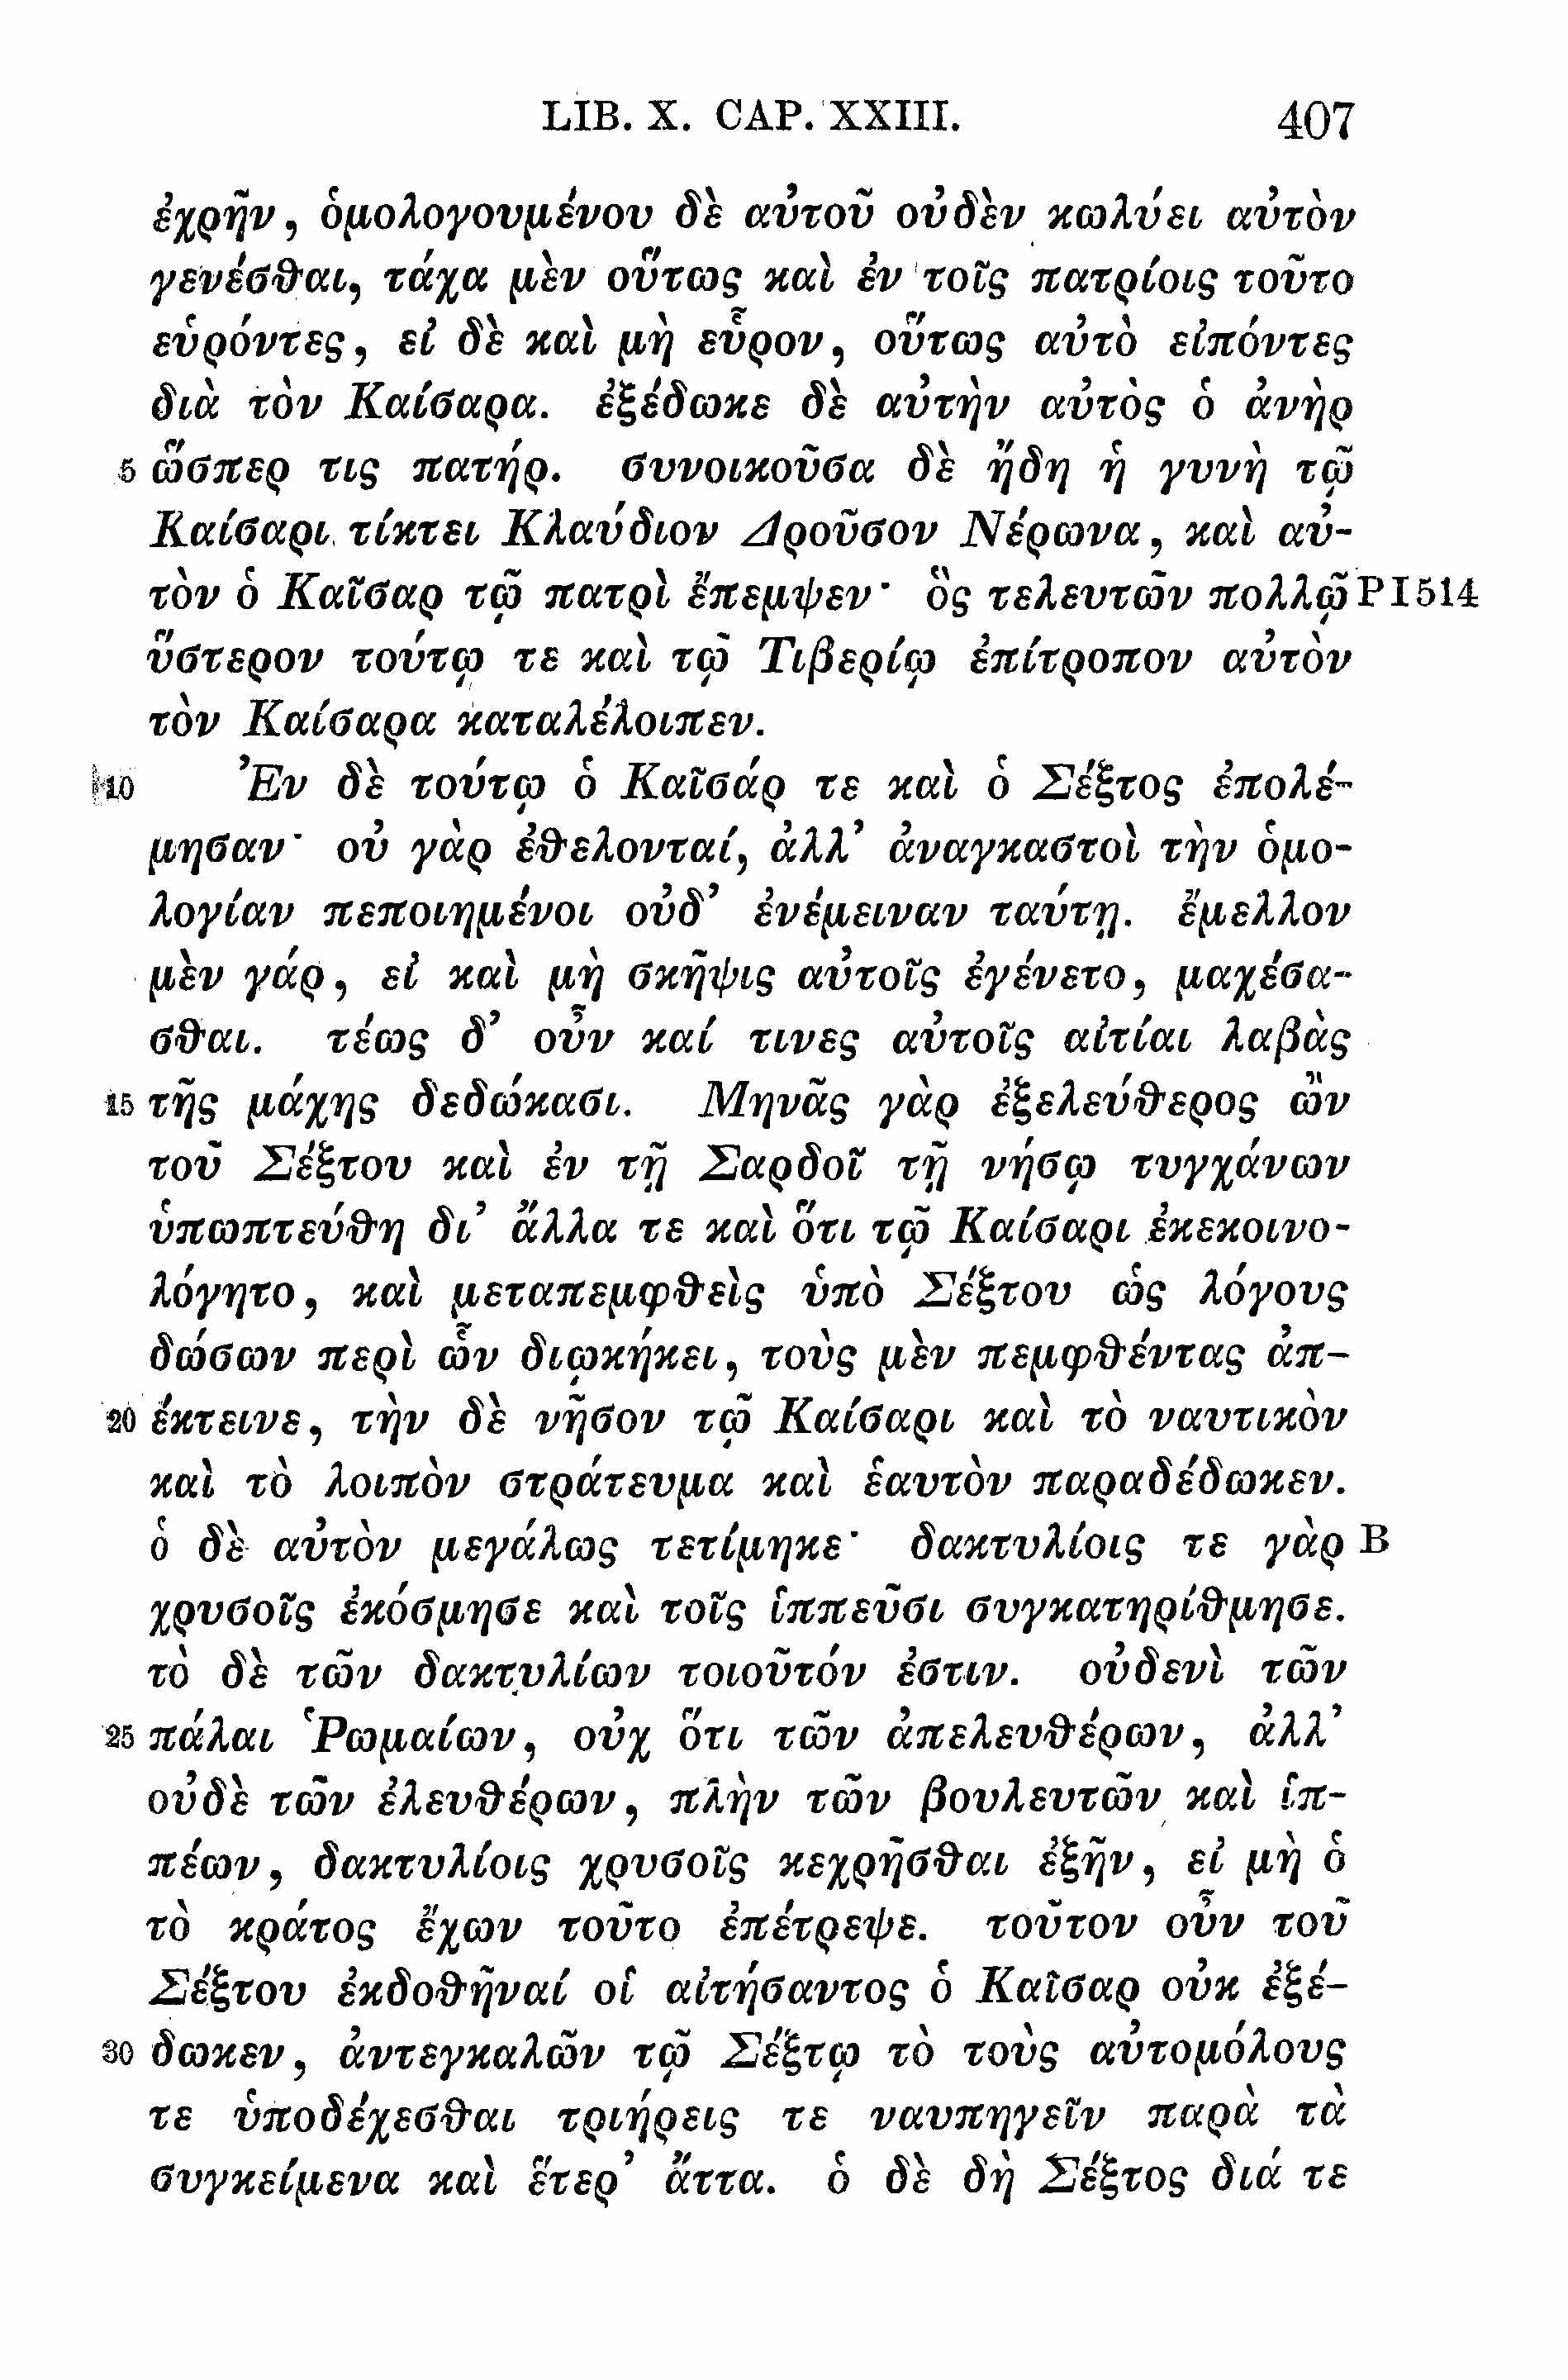 LIB. X. CAP. XXIII. 407
ἐχρῆν, ὁμολογουμένου δὲ αὐτοῦ οὐδὲν κωλύει αὐτὸν
γενέσθαι, τάχα μὲν οὕτως καὶ ἐν τοῖς πατρίοις τοῦτο
εὑρόντες, εἰ δὲ καὶ μὴ εὗρον, οὕτως αὐτὸ εἰπόντες
διὰ τὸν Καίσαρα. ἐξέδωκε δὲ αὐτὴν αὐτὸς ὁ ἀνὴρ
5 ὥσπερ τις πατήρ. συνοικοῦσα δὲ ἤδη ἡ γυνὴ τῷ
Καίσαρι τίκτει Κλαύδιον Δροῦσον Νέρωνα, καὶ αὐ-
τὸν ὁ Καῖσαρ τῷ πατρὶ ἔπεμψεν· ὃς τελευτῶν πολλῷ P I 514
ὕστερον τούτῳ τε καὶ τῷ Τιβερίῳ ἐπίτροπον αὐτὸν
τὸν Καίσαρα καταλέλοιπεν.
10 Ἐν δὲ τούτῳ ὁ Καῖσάρ τε καὶ ὁ Σέξτος ἐπολέ-
μησαν· οὐ γὰρ ἐθελονταί, ἀλλ’ ἀναγκαστοὶ τὴν ὁμο-
λογίαν πεποιημένοι οὐδ’ ἐνέμειναν ταύτῃ. ἔμελλον
μὲν γάρ, εἰ καὶ μὴ σκῆψις αὐτοῖς ἐγένετο, μαχέσα-
σθαι. τέως δ’ οὖν καί τινες αὐτοῖς αἰτίαι λαβὰς
15 τῆς μάχης δεδώκασι. Μηνᾶς γὰρ ἐξελεύθερος ὢν
τοῦ Σέξτου καὶ ἐν τῇ Σαρδοῖ τῇ νήσῳ τυγχάνων
ὑπωπτεύθη δι’ ἄλλα τε καὶ ὅτι τῷ Καίσαρι ἐκεκοινο-
λόγητο, καὶ μεταπεμφθεὶς ὑπὸ Σέξτου ὡς λόγους
δώσων περὶ ὧν διῳκήκει, τοὺς μὲν πεμφθέντας ἀπ-
20 έκτεινε, τὴν δὲ νῆσον τῷ Καίσαρι καὶ τὸ ναυτικὸν
καὶ τὸ λοιπὸν στράτευμα καὶ ἑαυτὸν παραδέδωκεν.
ὁ δὲ αὐτὸν μεγάλως τετίμηκε· δακτυλίοις τε γὰρ B
χρυσοῖς ἐκόσμησε καὶ τοῖς ἱππεῦσι συγκατηρίθμησε.
τὸ δὲ τῶν δακτυλίων τοιοῦτόν ἐστιν. οὐδενὶ τῶν
25 πάλαι Ῥωμαίων, οὐχ ὅτι τῶν ἀπελευθέρων, ἀλλ’
οὐδὲ τῶν ἐλευθέρων, πλὴν τῶν βουλευτῶν καὶ ἱπ-
πέων, δακτυλίοις χρυσοῖς κεχρῆσθαι ἐξῆν, εἰ μὴ ὁ
τὸ κράτος ἔχων τοῦτο ἐπέτρεψε. τοῦτον οὖν τοῦ
Σέξτου ἐκδοθῆναί οἱ αἰτήσαντος ὁ Καῖσαρ οὐκ ἐξέ-
30 δωκεν, ἀντεγκαλῶν τῷ Σέξτῳ τὸ τοὺς αὐτομόλους
τε ὑποδέχεσθαι τριήρεις τε ναυπηγεῖν παρὰ τὰ
συγκείμενα καὶ ἕτερ’ ἄττα. ὁ δὲ δὴ Σέξτος διά τε